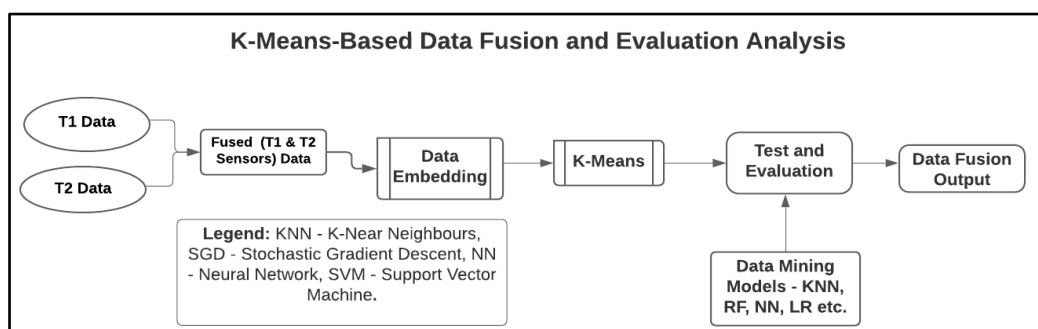 K-Means-Based Data Fusion and Evaluation Analysis
T1 Data
T2 Data
Fused (T1 & T2
Sensors) Data
Data
Embedding
K-Means
Test and
Evaluation
Data Fusion
Output
Legend: KNN - K-Near Neighbours,
SGD - Stochastic Gradient Descent, NN
- Neural Network, SVM - Support Vector
Machine.
Data Mining
Models - KNN,
RF, NN, LR etc.